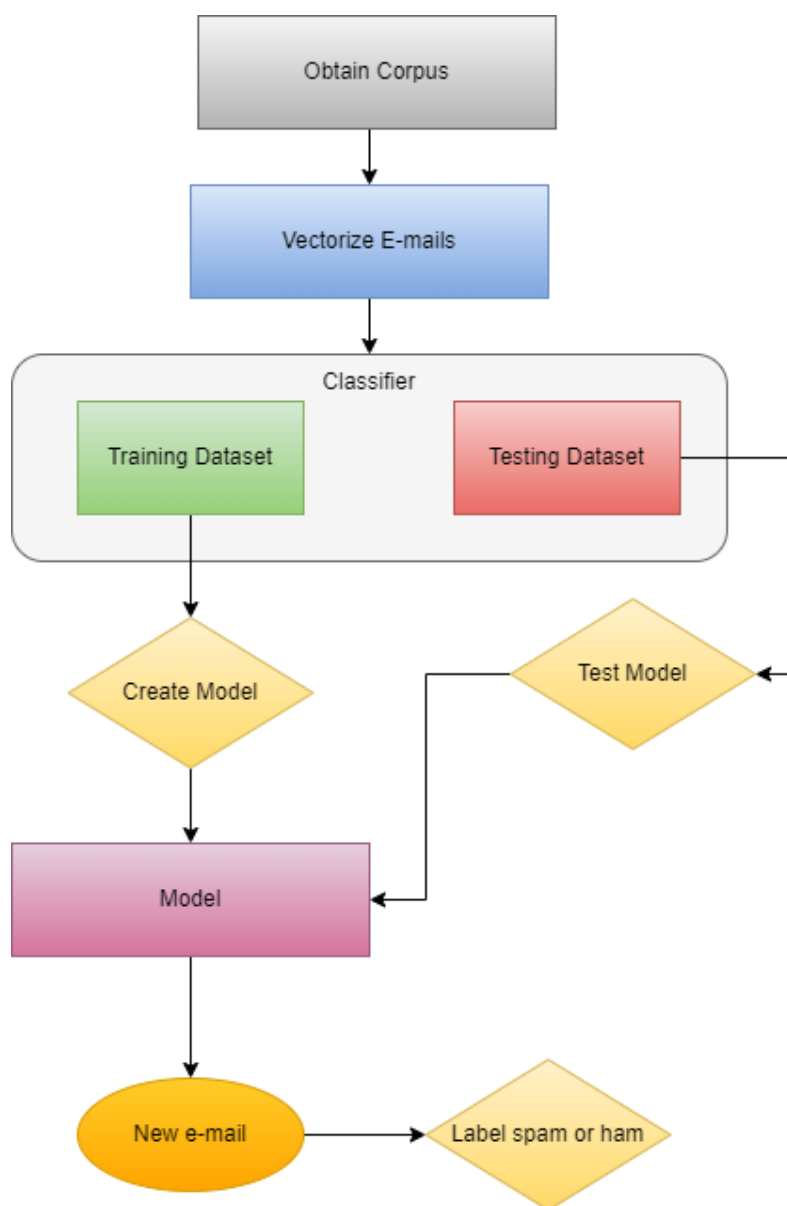 Obtain Corpus
Vectorize E-mails
Classifier
Training Dataset
Testing Dataset
Create Model
Test Model
Model
New e-mail
Label spam or ham